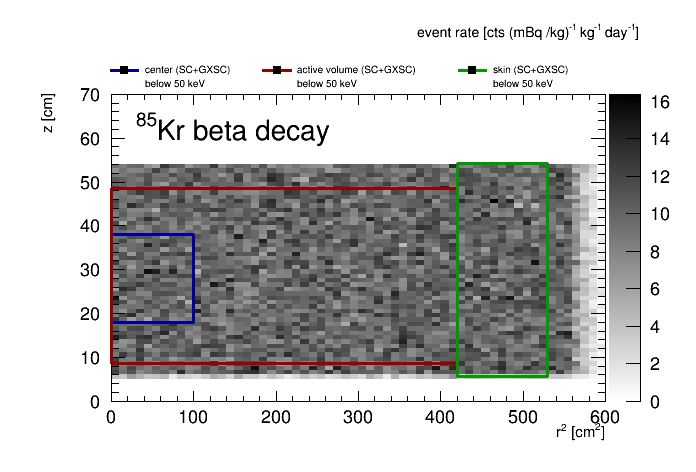 event rate [cts (mBq /kg)⁻¹ kg⁻¹ day⁻¹]
center (SC+GXSC)
below 50 keV
active volume (SC+GXSC)
below 50 keV
skin (SC+GXSC)
below 50 keV
z [cm]
⁸⁵Kr beta decay
70
60
50
40
30
20
10
0
0 100 200 300 400 500 600
r² [cm²]
16
14
12
10
8
6
4
2
0